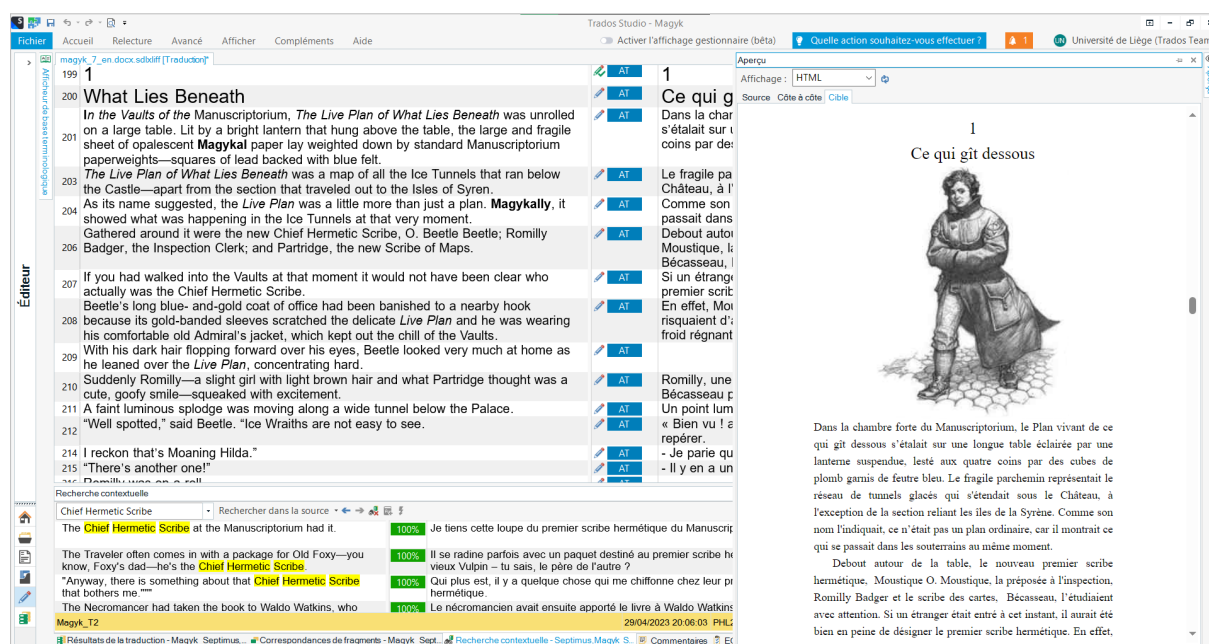 Trados Studio - Magyk
Fichier Accueil Relecture Avancé Afficher Compléments Aide
Activer l'affichage gestionnaire (bêta)
Quelle action souhaitez-vous effectuer ?
1
UN Université de Liège (Trados Team
Afficheur de base terminologique
Éditeur
magyk_7_en.docx.sdlxliff [Traduction]*
199 1 AT 1
200 What Lies Beneath AT Ce qui g
201 In the Vaults of the Manuscriptorium, The Live Plan of What Lies Beneath was unrolled AT Dans la char
on a large table. Lit by a bright lantern that hung above the table, the large and fragile s'étalait sur
sheet of opalescent Magykal paper lay weighted down by standard Manuscriptorium coins par de
paperweights—squares of lead backed with blue felt.
203 The Live Plan of What Lies Beneath was a map of all the Ice Tunnels that ran below AT Le fragile pa
the Castle—apart from the section that traveled out to the Isles of Syren. Château, à l'
204 As its name suggested, the Live Plan was a little more than just a plan. Magykally, it AT Comme son
showed what was happening in the Ice Tunnels at that very moment. passait dans
206 Gathered around it were the new Chief Hermetic Scribe, O. Beetle Beetle; Romilly AT Debout auto
Badger, the Inspection Clerk; and Partridge, the new Scribe of Maps. Moustique, la
Bécasseau,
207 If you had walked into the Vaults at that moment it would not have been clear who AT Si un étrange
actually was the Chief Hermetic Scribe. premier scrib
208 Beetle's long blue- and-gold coat of office had been banished to a nearby hook AT En effet, Mou
because its gold-banded sleeves scratched the delicate Live Plan and he was wearing risquaient d'a
his comfortable old Admiral's jacket, which kept out the chill of the Vaults. froid régnant
209 With his dark hair flopping forward over his eyes, Beetle looked very much at home as AT
he leaned over the Live Plan, concentrating hard.
210 Suddenly Romilly—a slight girl with light brown hair and what Partridge thought was a AT Romilly, une
cute, goofy smile—squeaked with excitement. Bécasseau p
211 A faint luminous splodge was moving along a wide tunnel below the Palace. AT Un point lum
212 “Well spotted,” said Beetle. “Ice Wraiths are not easy to see. AT « Bien vu ! a
repérer.
214 I reckon that's Moaning Hilda.” AT - Je parie qu
215 “There's another one!” AT - Il y en a un
Recherche contextuelle
Chief Hermetic Scribe Rechercher dans la source
The Chief Hermetic Scribe at the Manuscriptorium had it. 100% Je tiens cette loupe du premier scribe hermétique du Manuscrip
The Traveler often comes in with a package for Old Foxy—you 100% Il se radine parfois avec un paquet destiné au premier scribe he
know, Foxy's dad—he's the Chief Hermetic Scribe. vieux Vulpin – tu sais, le père de l'autre ?
"Anyway, there is something about that Chief Hermetic Scribe 100% Qui plus est, il y a quelque chose qui me chiffonne chez leur pr
that bothers me."""" hermétique.
The Necromancer had taken the book to Waldo Watkins, who 100% Le nécromancien avait ensuite apporté le livre à Waldo Watkins
Magyk_T2 29/04/2023 20:06:03 PHL2
Résultats de la traduction - Magyk_Septimus,... Correspondances de fragments - Magyk_Sept... Recherche contextuelle - Septimus,Magyk_S... Commentaires
Aperçu
Affichage : HTML
Source Côte à côte Cible
1
Ce qui gît dessous
Dans la chambre forte du Manuscriptorium, le Plan vivant de ce
qui gît dessous s'étalait sur une longue table éclairée par une
lanterne suspendue, lesté aux quatre coins par des cubes de
plomb garnis de feutre bleu. Le fragile parchemin représentait le
réseau de tunnels glacés qui s'étendait sous le Château, à
l'exception de la section reliant les îles de la Syrène. Comme son
nom l'indiquait, ce n'était pas un plan ordinaire, car il montrait ce
qui se passait dans les souterrains au même moment.
Debout autour de la table, le nouveau premier scribe
hermétique, Moustique O. Moustique, la préposée à l'inspection,
Romilly Badger et le scribe des cartes, Bécasseau, l'étudiaient
avec attention. Si un étranger était entré à cet instant, il aurait été
bien en peine de désigner le premier scribe hermétique. En effet,